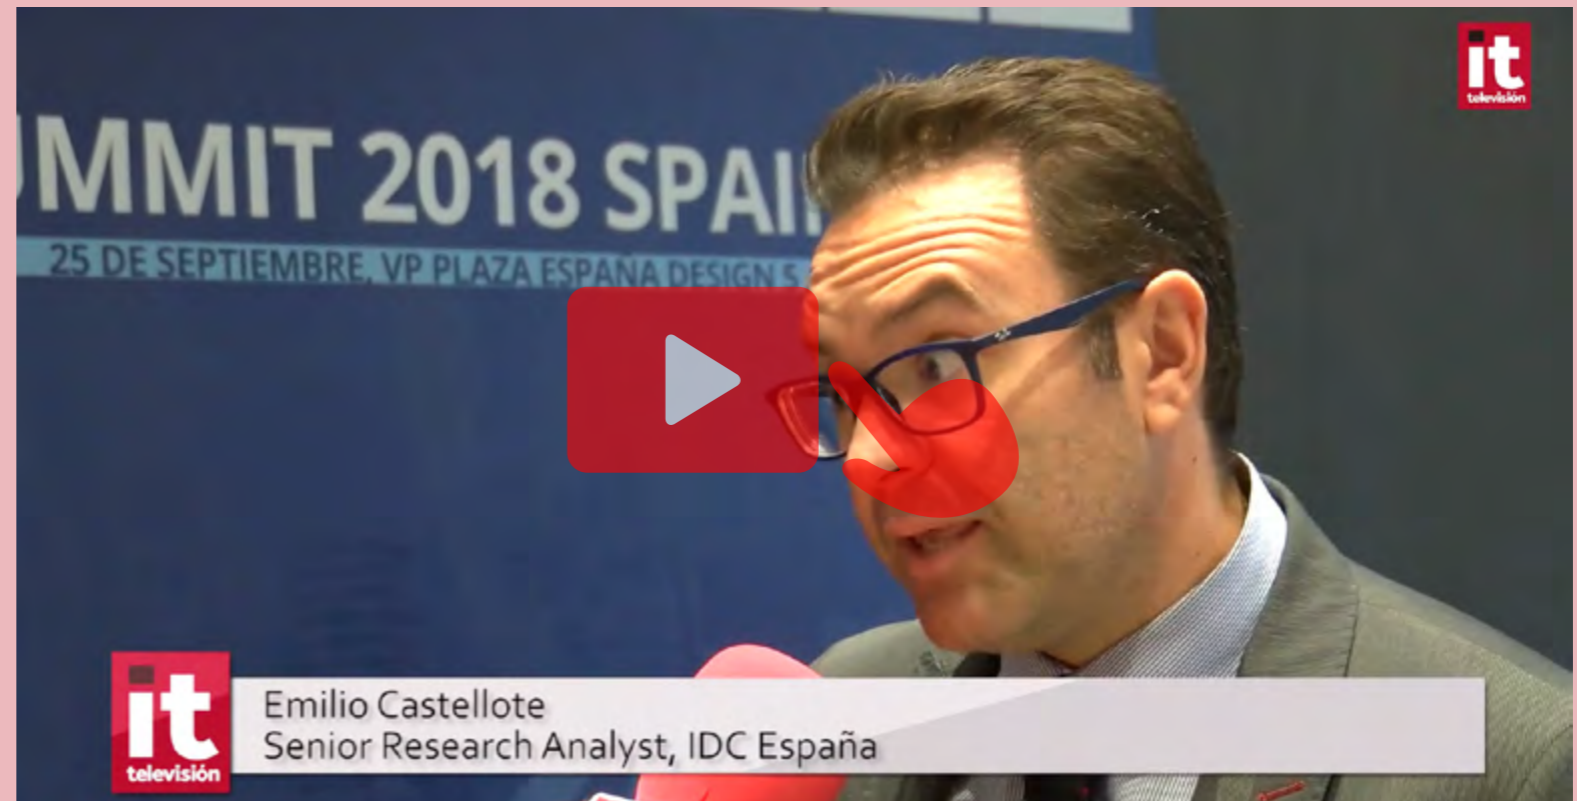 it
televisión
UMMIT 2018 SPAI
25 DE SEPTIEMBRE, VP PLAZA ESPAÑA DESIGN 5
it
televisión
Emilio Castellote
Senior Research Analyst, IDC España